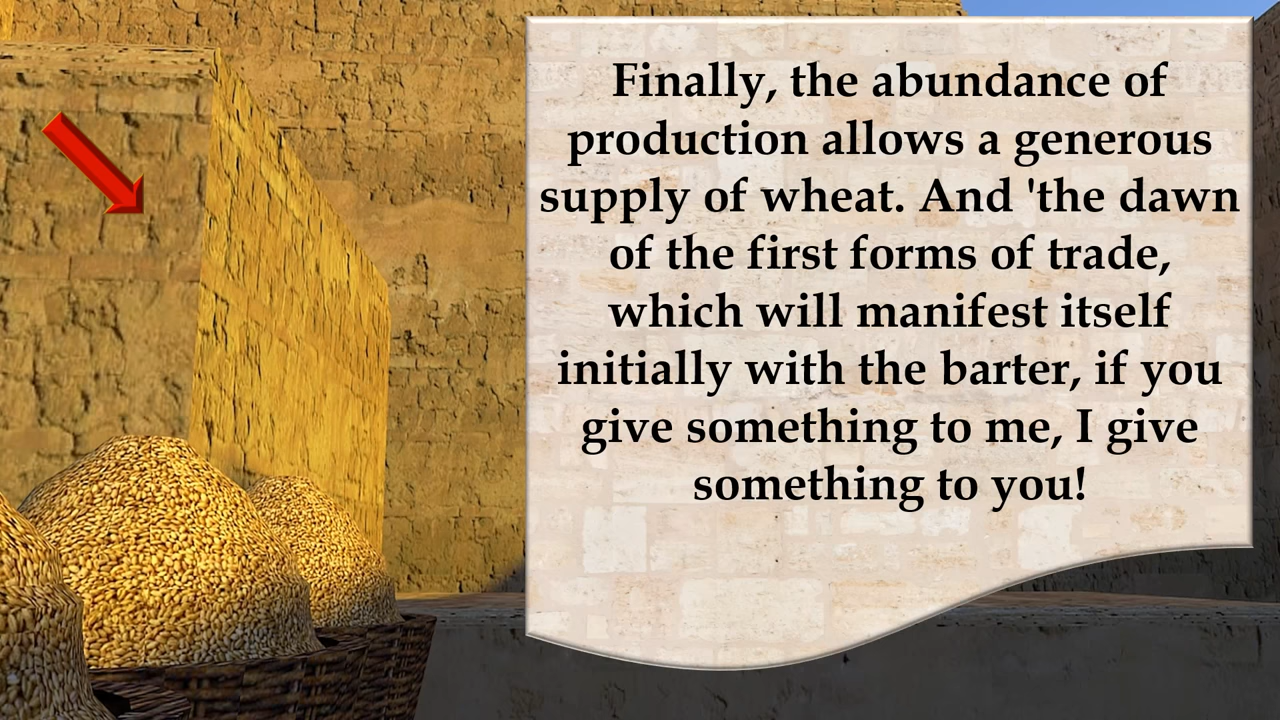 Finally, the abundance of
production allows a generous
supply of wheat. And 'the dawn
of the first forms of trade,
which will manifest itself
initially with the barter, if you
give something to me, I give
something to you!